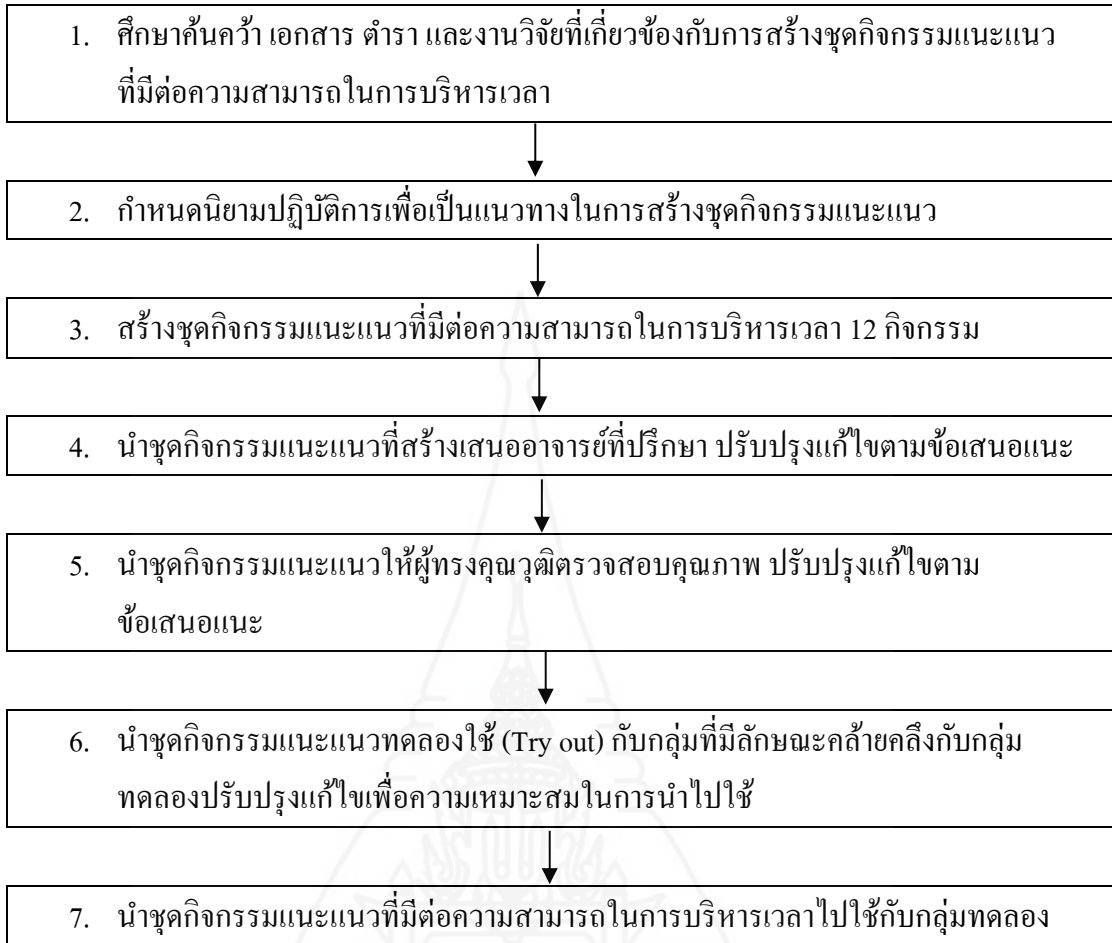 1. ศึกษาค้นคว้า เอกสาร ตำรา และงานวิจัยที่เกี่ยวข้องกับการสร้างชุดกิจกรรมแนะแนว
ที่มีต่อความสามารถในการบริหารเวลา
2. กำหนดนิยามปฏิบัติการเพื่อเป็นแนวทางในการสร้างชุดกิจกรรมแนะแนว
3. สร้างชุดกิจกรรมแนะแนวที่มีต่อความสามารถในการบริหารเวลา 12 กิจกรรม
4. นำชุดกิจกรรมแนะแนวที่สร้างเสนออาจารย์ที่ปรึกษา ปรับปรุงแก้ไขตามข้อเสนอแนะ
5. นำชุดกิจกรรมแนะแนวให้ผู้ทรงคุณวุฒิตรวจสอบคุณภาพ ปรับปรุงแก้ไขตาม
ข้อเสนอแนะ
6. นำชุดกิจกรรมแนะแนวทดลองใช้ (Try out) กับกลุ่มที่มีลักษณะคล้ายคลึงกับกลุ่ม
ทดลองปรับปรุงแก้ไขเพื่อความเหมาะสมในการนำไปใช้
7. นำชุดกิจกรรมแนะแนวที่มีต่อความสามารถในการบริหารเวลาไปใช้กับกลุ่มทดลอง